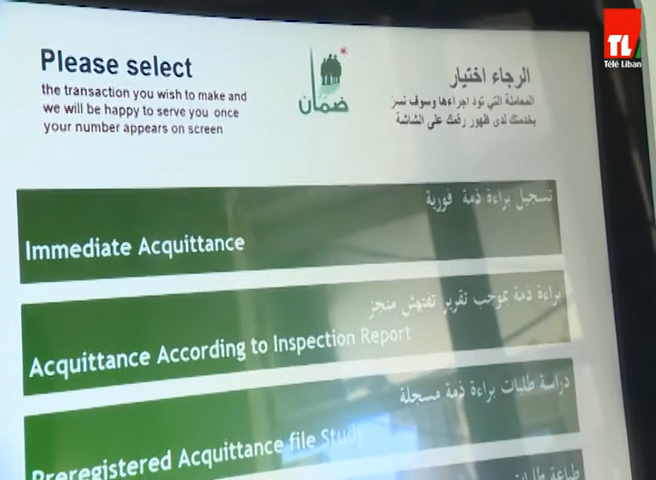 Please select
the transaction you wish to make and
we will be happy to serve you once
your number appears on screen
ضمان
الرجاء اختيار
المعاملة التي تود اجراءها وسوف نسر
بخدمتك لدى ظهور رقمك على الشاشة
TL
Télé Liban
تسجيل براءة ذمة فورية
Immediate Acquittance
براءة ذمة بموجب تقرير تفتيش منجز
Acquittance According to Inspection Report
دراسة طلبات براءة ذمة مسجلة
Preregistered Acquittance file Study